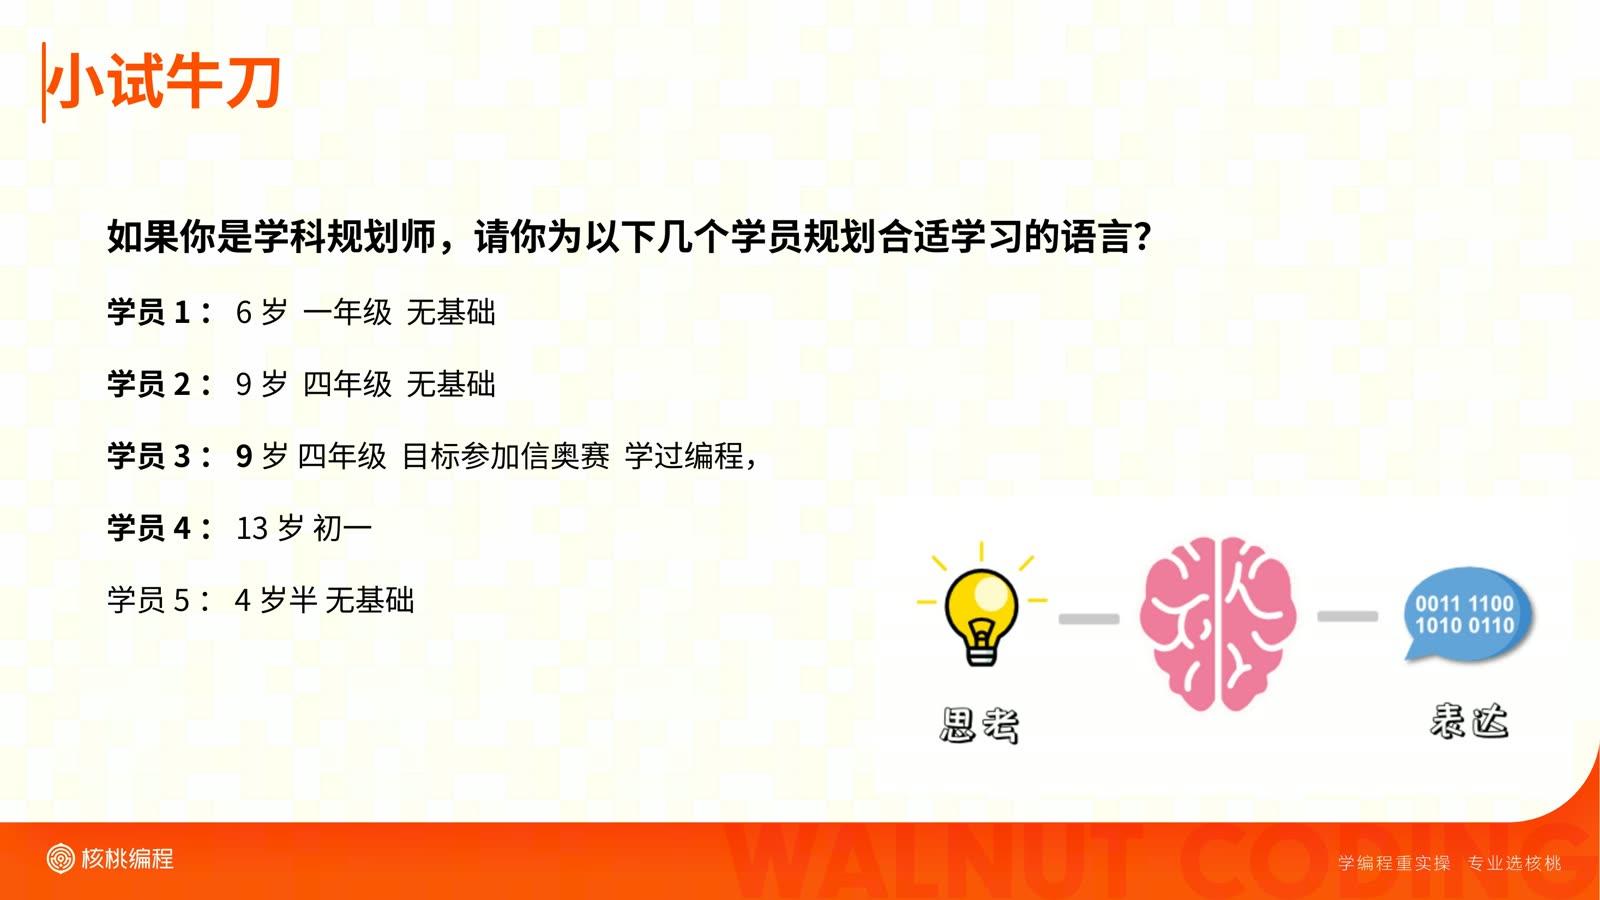 小试牛刀
如果你是学科规划师，请你为以下几个学员规划合适学习的语言？
学员 1： 6 岁 一年级 无基础
学员 2： 9 岁 四年级 无基础
学员 3： 9 岁 四年级 目标参加信奥赛 学过编程，
学员 4： 13 岁 初一
学员 5： 4 岁半 无基础
0011 1100
1010 0110
思考
表达
核桃编程
WALNUT CODING
学编程重实操 专业选核桃